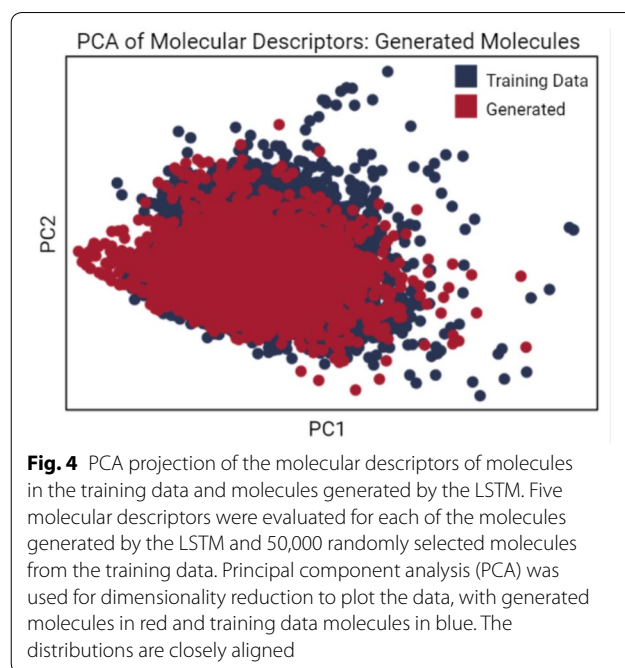 PCA of Molecular Descriptors: Generated Molecules
Training Data
Generated
PC2
PC1
Fig. 4 PCA projection of the molecular descriptors of molecules
in the training data and molecules generated by the LSTM. Five
molecular descriptors were evaluated for each of the molecules
generated by the LSTM and 50,000 randomly selected molecules
from the training data. Principal component analysis (PCA) was
used for dimensionality reduction to plot the data, with generated
molecules in red and training data molecules in blue. The
distributions are closely aligned